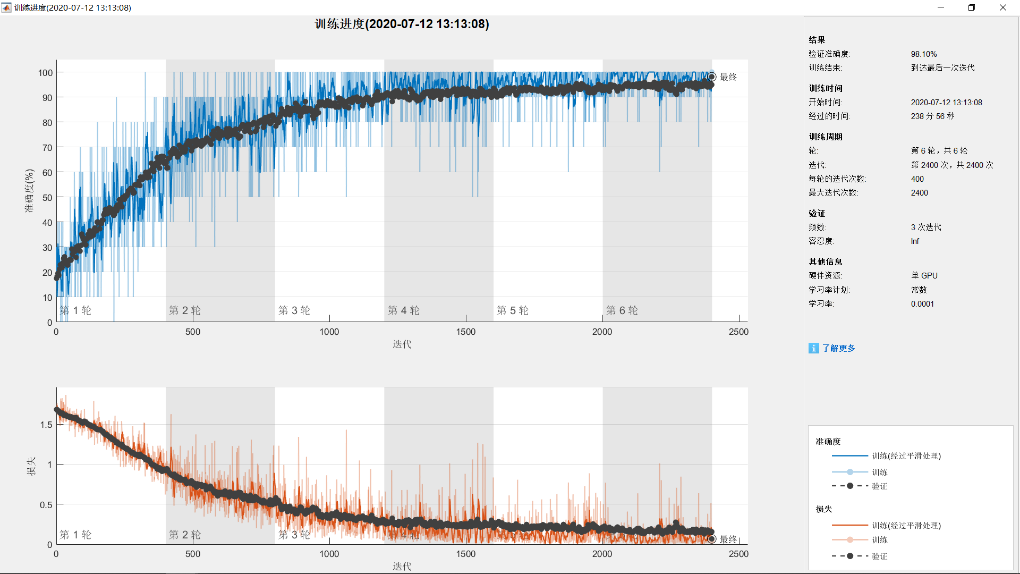 训练进度(2020-07-12 13:13:08)
训练进度(2020-07-12 13:13:08)
准确度(%)
100
90
80
70
60
50
40
30
20
10
0
第 1 轮
第 2 轮
第 3 轮
第 4 轮
第 5 轮
第 6 轮
最终
0
500
1000
1500
2000
2500
迭代
损失
1.5
1
0.5
0
第 1 轮
第 2 轮
第 3 轮
第 4 轮
第 5 轮
第 6 轮
最终
0
500
1000
1500
2000
2500
迭代
结果
验证准确度: 98.10%
训练结束: 到达最后一次迭代
训练时间
开始时间: 2020-07-12 13:13:08
经过的时间: 238 分 56 秒
训练周期
轮: 第 6 轮，共 6 轮
迭代: 第 2400 次，共 2400 次
每轮的迭代次数: 400
最大迭代次数: 2400
验证
频数: 3 次迭代
容忍度: Inf
其他信息
硬件资源: 单 GPU
学习率计划: 常数
学习率: 0.0001
了解更多
准确度
训练(经过平滑处理)
训练
验证
损失
训练(经过平滑处理)
训练
验证